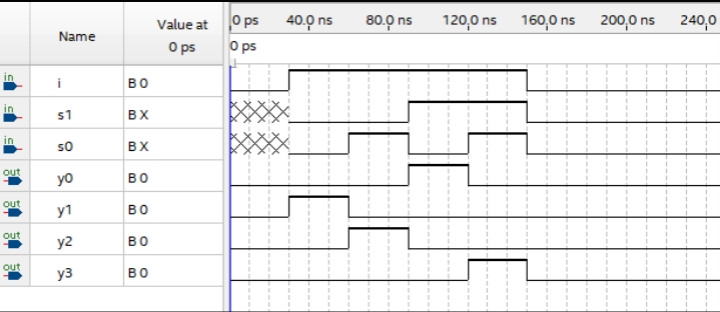 Name Value at 0 ps
0 ps 40.0 ns 80.0 ns 120.0 ns 160.0 ns 200.0 ns 240.0
0 ps
in i B 0
in s1 B X
in s0 B X
out y0 B 0
out y1 B 0
out y2 B 0
out y3 B 0